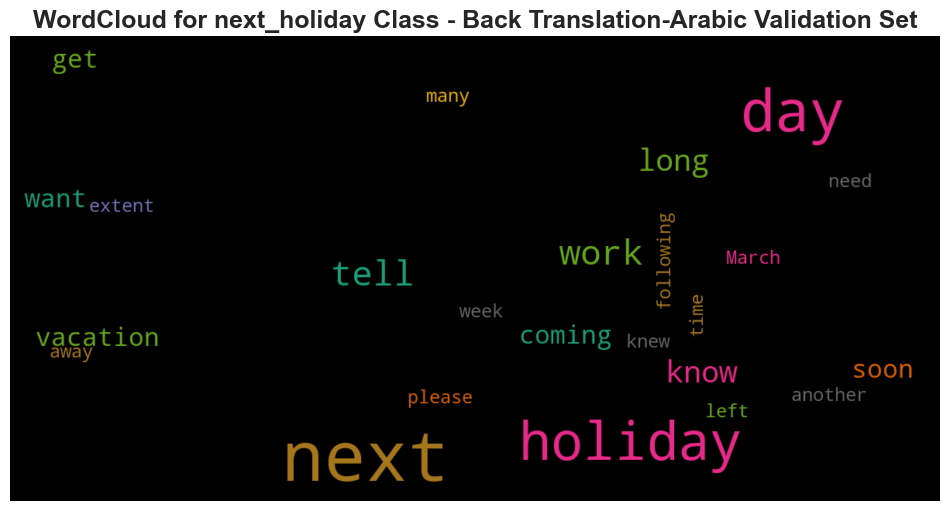 WordCloud for next_holiday Class - Back Translation-Arabic Validation Set
get
many
day
long
need
want
extent
following
work
March
tell
time
week
coming
knew
vacation
away
know
soon
please
another
left
next
holiday